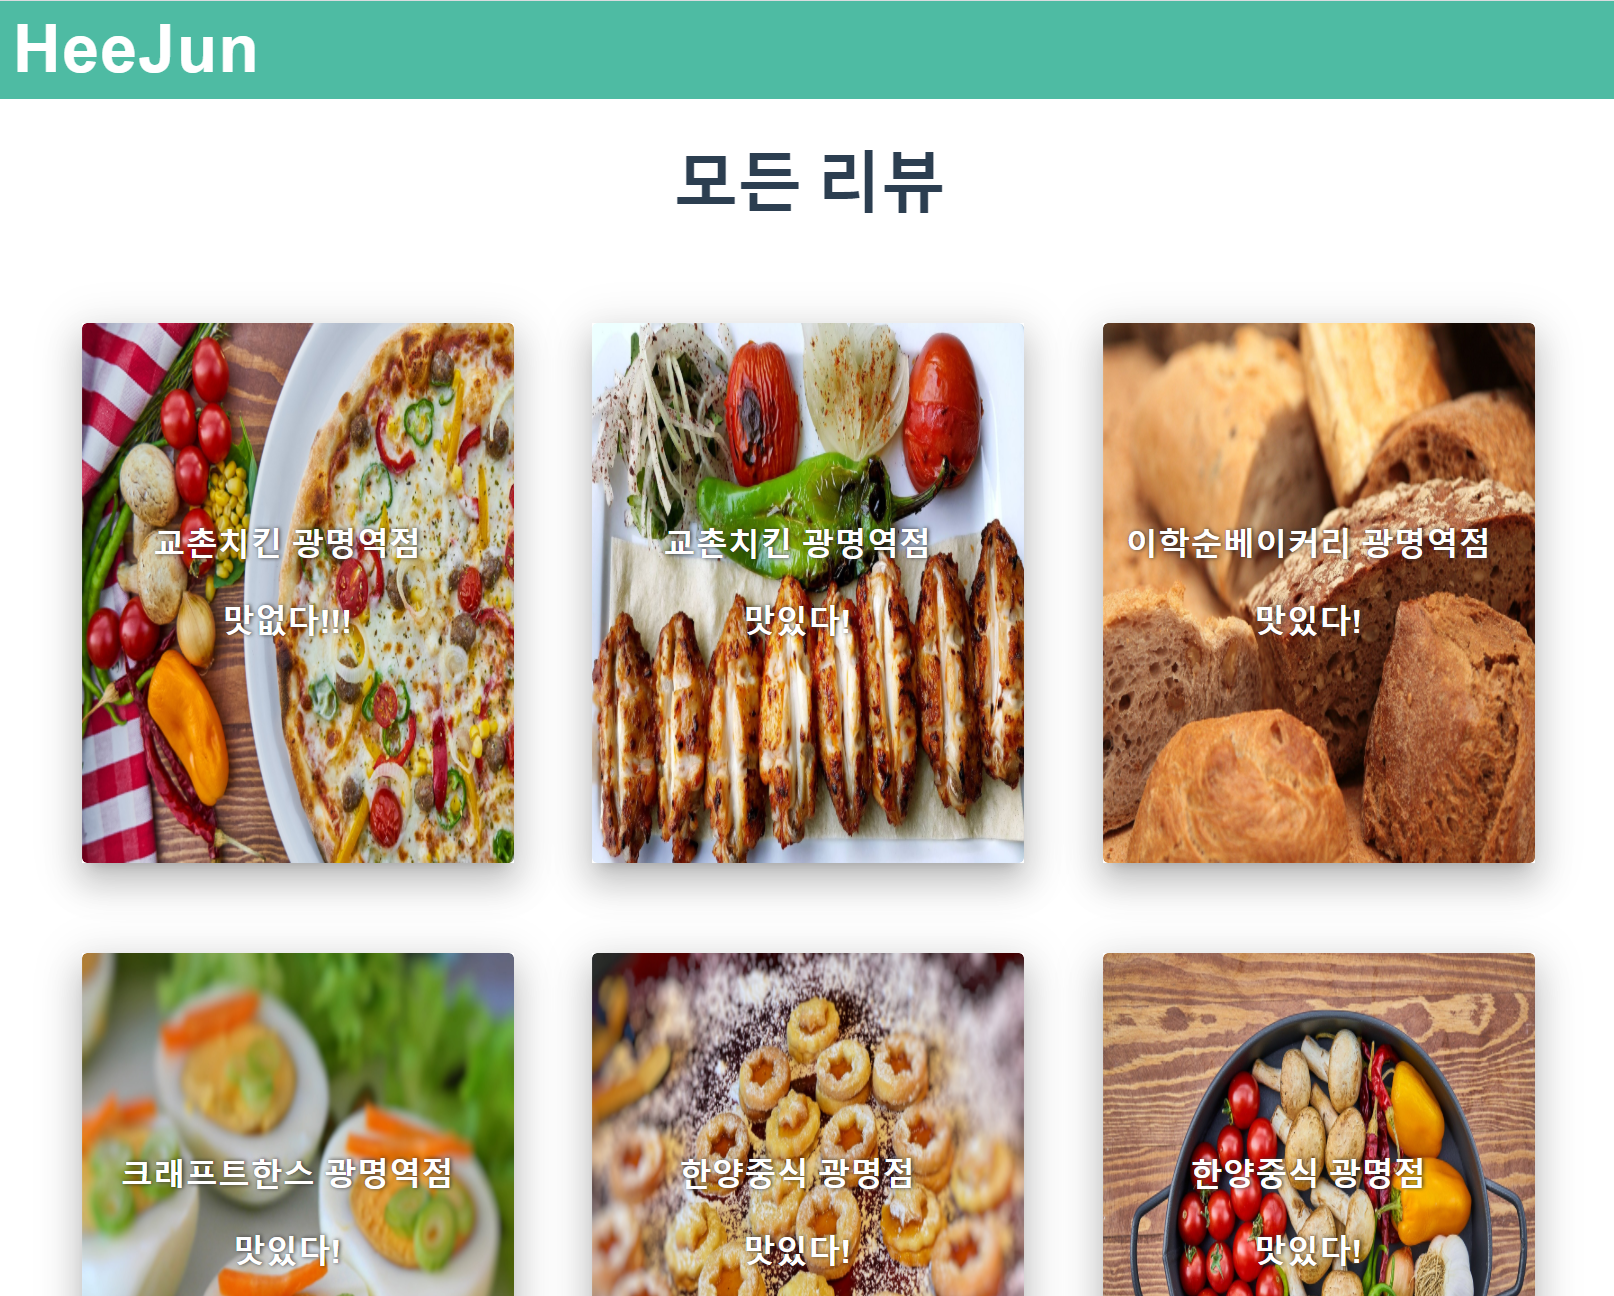 HeeJun
모든 리뷰
교촌치킨 광명역점
맛없다!!!
교촌치킨 광명역점
맛있다!
이학순베이커리 광명역점
맛있다!
크래프트한스 광명역점
맛있다!
한양중식 광명점
맛있다!
한양중식 광명점
맛있다!